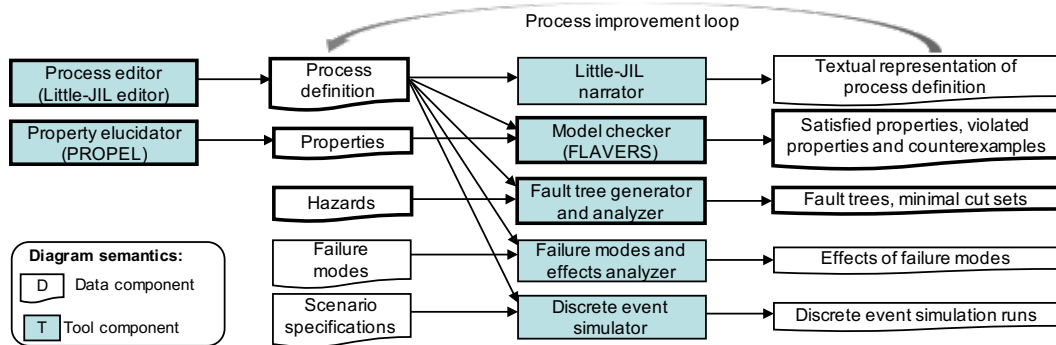 Process improvement loop
Process editor
(Little-JIL editor)
Process
definition
Little-JIL
narrator
Textual representation of
process definition
Property elucidator
(PROPEL)
Properties
Model checker
(FLAVERS)
Satisfied properties, violated
properties and counterexamples
Hazards
Fault tree generator
and analyzer
Fault trees, minimal cut sets
Failure
modes
Failure modes and
effects analyzer
Effects of failure modes
Scenario
specifications
Discrete event
simulator
Discrete event simulation runs
Diagram semantics:
D Data component
T Tool component